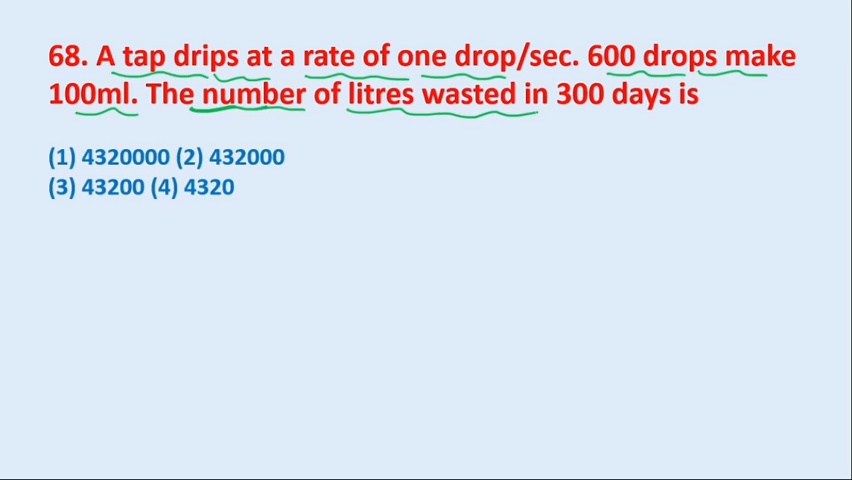 68. A tap drips at a rate of one drop/sec. 600 drops make
100ml. The number of litres wasted in 300 days is
(1) 4320000 (2) 432000
(3) 43200 (4) 4320